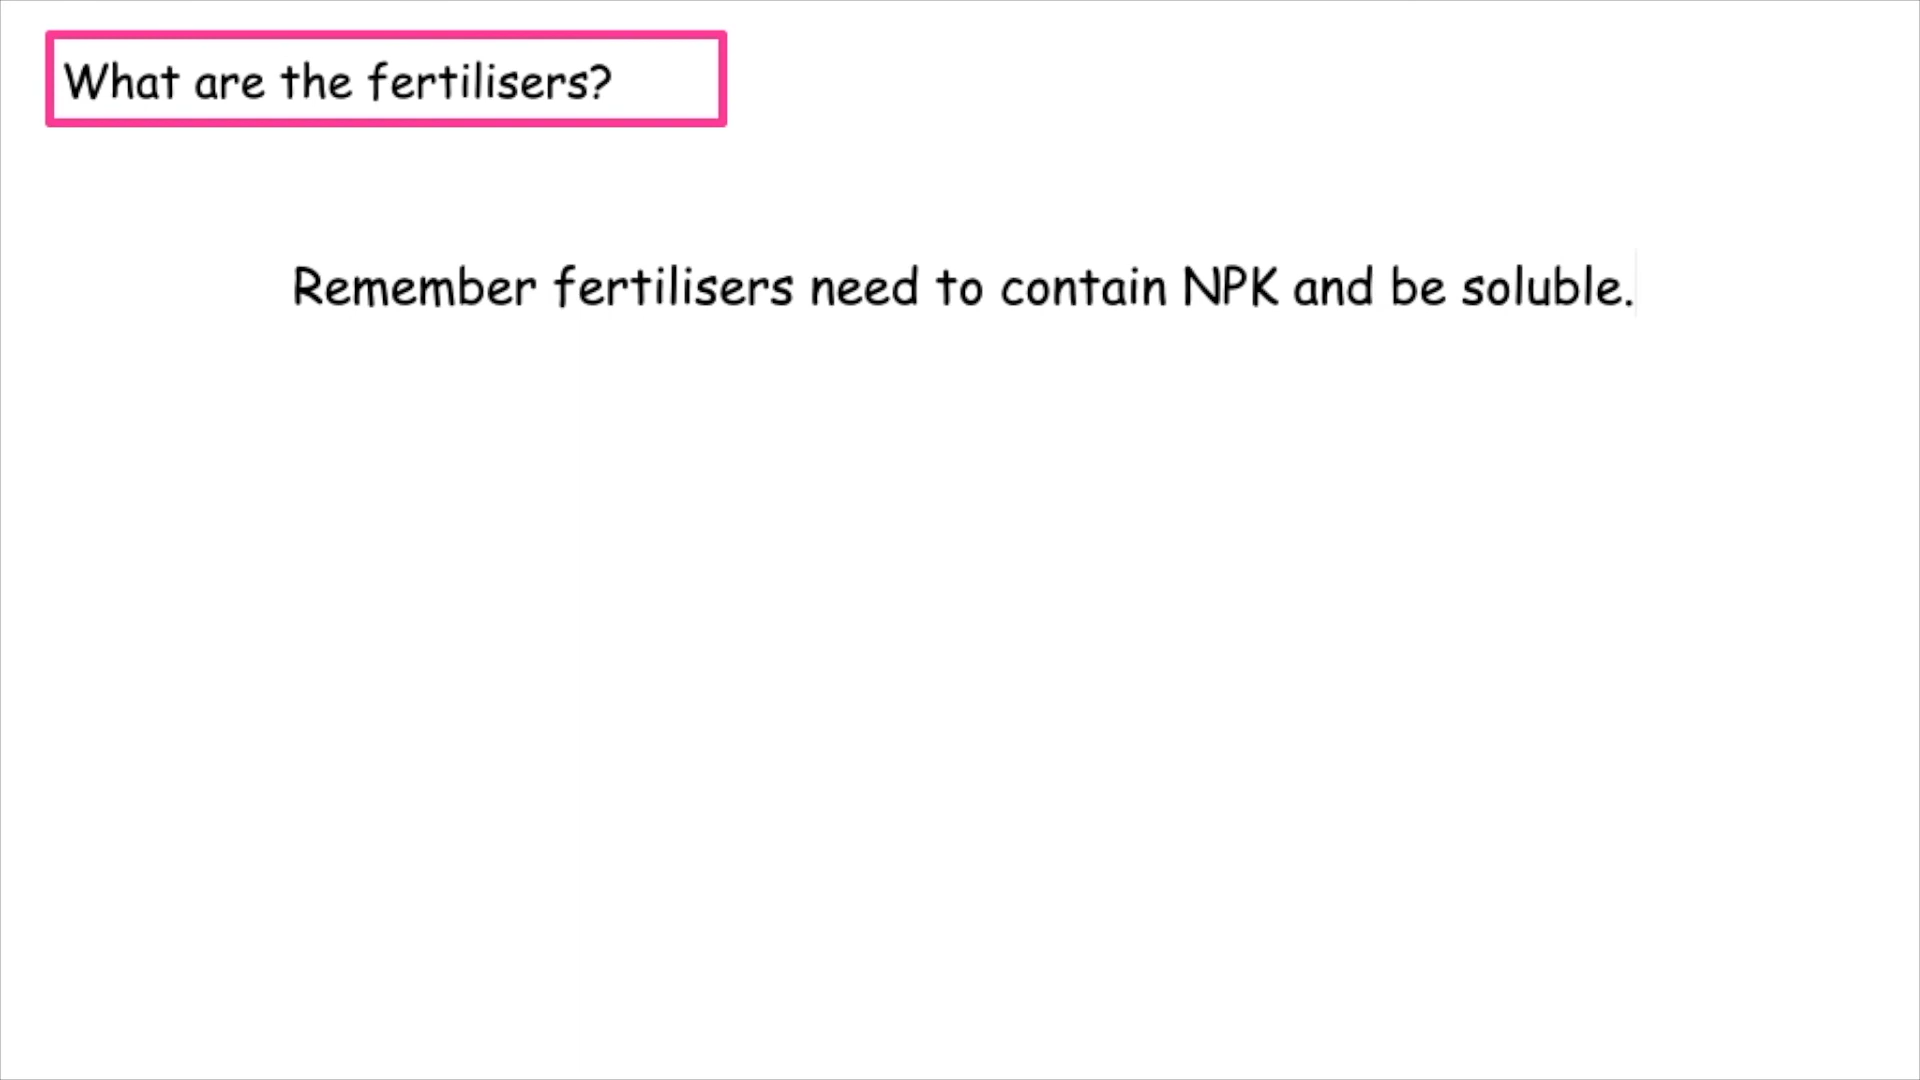 What are the fertilisers?
Remember fertilisers need to contain NPK and be soluble.